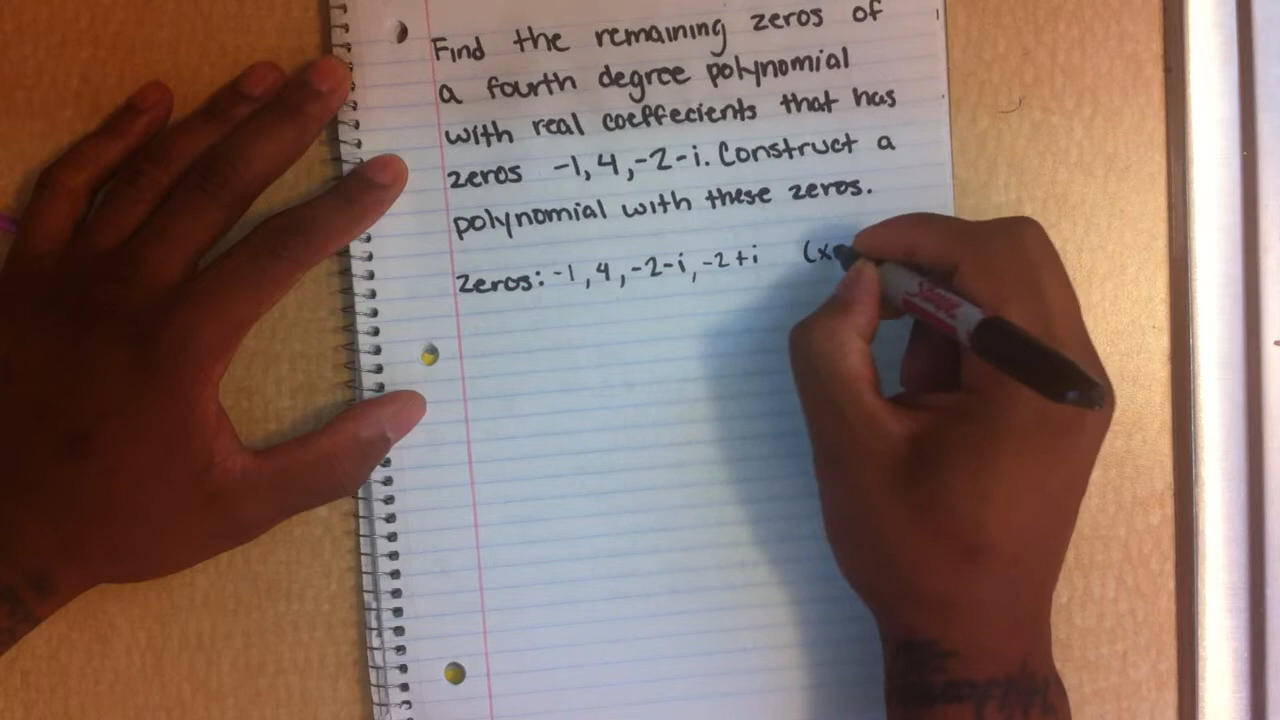 Find the remaining zeros of
a fourth degree polynomial
with real coeffecients that has
zeros -1, 4, -2-i. Construct a
polynomial with these zeros.
zeros: -1, 4, -2-i, -2+i (x